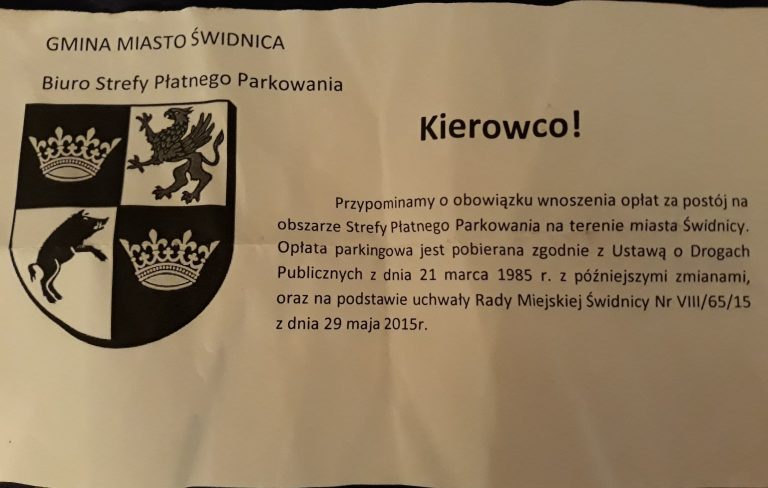 GMINA MIASTO ŚWIDNICA
Biuro Strefy Płatnego Parkowania
Kierowco!
Przypominamy o obowiązku wnoszenia opłat za postój na
obszarze Strefy Płatnego Parkowania na terenie miasta Świdnicy.
Opłata parkingowa jest pobierana zgodnie z Ustawą o Drogach
Publicznych z dnia 21 marca 1985 r. z późniejszymi zmianami,
oraz na podstawie uchwały Rady Miejskiej Świdnicy Nr VIII/65/15
z dnia 29 maja 2015r.